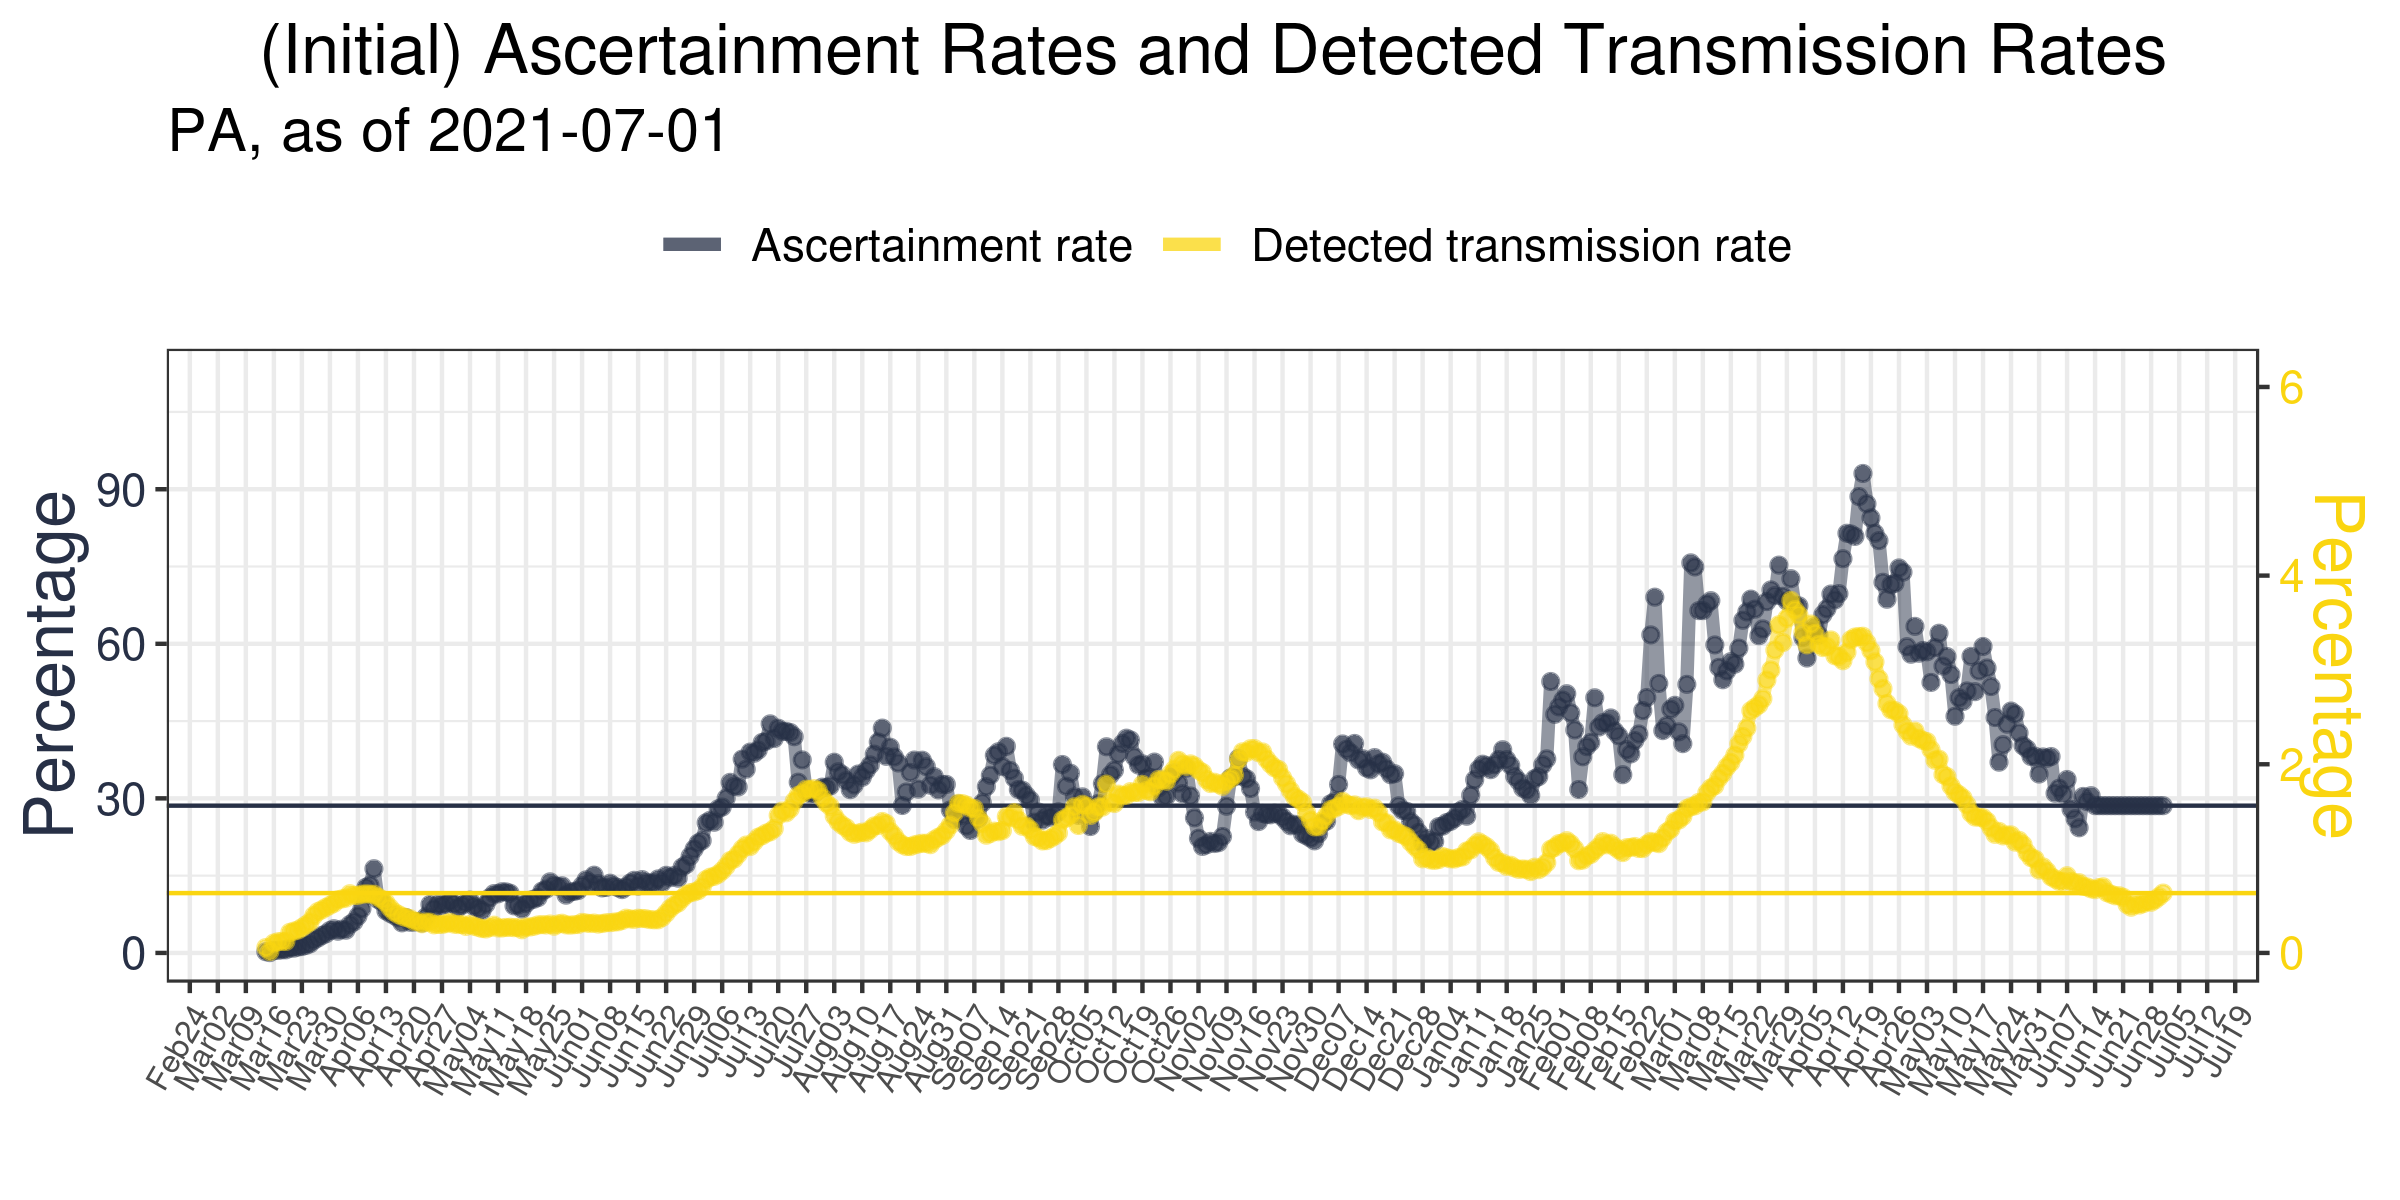 (Initial) Ascertainment Rates and Detected Transmission Rates
PA, as of 2021-07-01
Ascertainment rate
Detected transmission rate
Percentage
90
60
30
0
6
4
2
0
Percentage
Feb24
Mar02
Mar09
Mar16
Mar23
Mar30
Apr06
Apr13
Apr20
Apr27
May04
May11
May18
May25
Jun01
Jun08
Jun15
Jun22
Jun29
Jul06
Jul13
Jul20
Jul27
Aug03
Aug10
Aug17
Aug24
Aug31
Sep07
Sep14
Sep21
Sep28
Oct05
Oct12
Oct19
Oct26
Nov02
Nov09
Nov16
Nov23
Nov30
Dec07
Dec14
Dec21
Dec28
Jan04
Jan11
Jan18
Jan25
Feb01
Feb08
Feb15
Feb22
Mar01
Mar08
Mar15
Mar22
Mar29
Apr05
Apr12
Apr19
Apr26
May03
May10
May17
May24
May31
Jun07
Jun14
Jun21
Jun28
Jul05
Jul12
Jul19